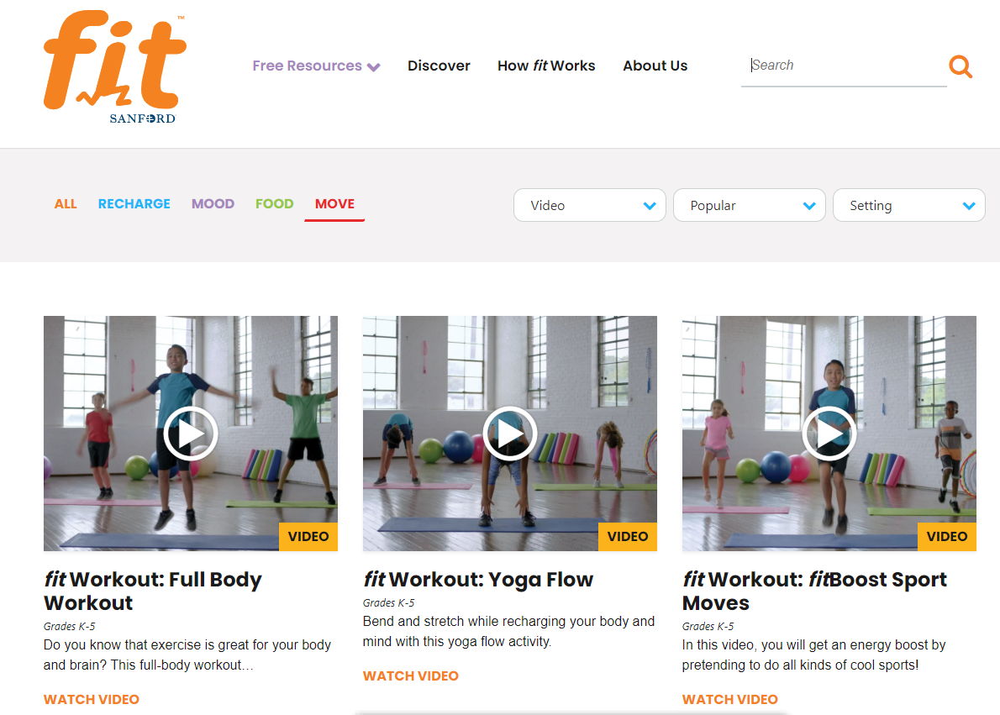 fit™
SANFORD
Free Resources
Discover
How fit Works
About Us
Search
ALL
RECHARGE
MOOD
FOOD
MOVE
Video
Popular
Setting
VIDEO
fit Workout: Full Body
Workout
Grades K-5
Do you know that exercise is great for your body
and brain? This full-body workout…
WATCH VIDEO
VIDEO
fit Workout: Yoga Flow
Grades K-5
Bend and stretch while recharging your body and
mind with this yoga flow activity.
WATCH VIDEO
VIDEO
fit Workout: fitBoost Sport
Moves
Grades K-5
In this video, you will get an energy boost by
pretending to do all kinds of cool sports!
WATCH VIDEO